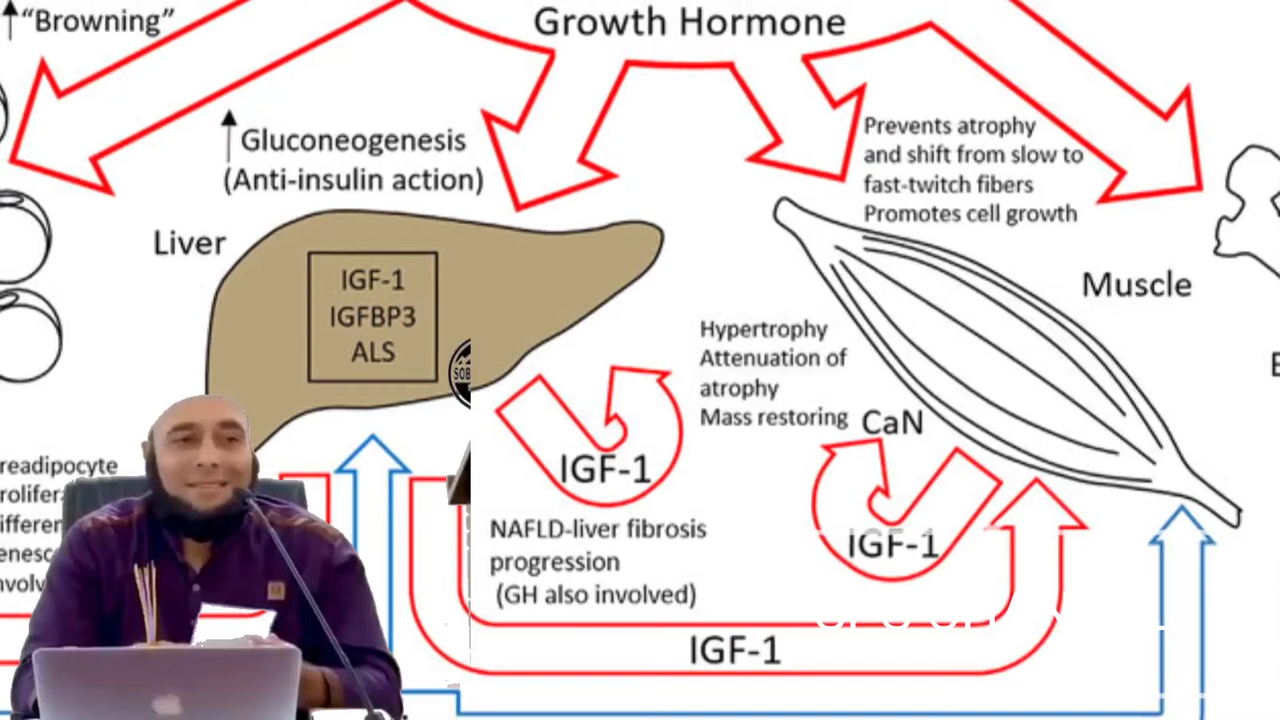 "Browning"
Growth Hormone
Gluconeogenesis
(Anti-insulin action)
Prevents atrophy
and shift from slow to
fast-twitch fibers
Promotes cell growth
Liver
IGF-1
IGFBP3
ALS
Muscle
Hypertrophy
Attenuation of
atrophy
Mass restoring
CaN
SOB
IGF-1
readipocyte
NAFLD-liver fibrosis
progression
(GH also involved)
IGF-1
IGF-1